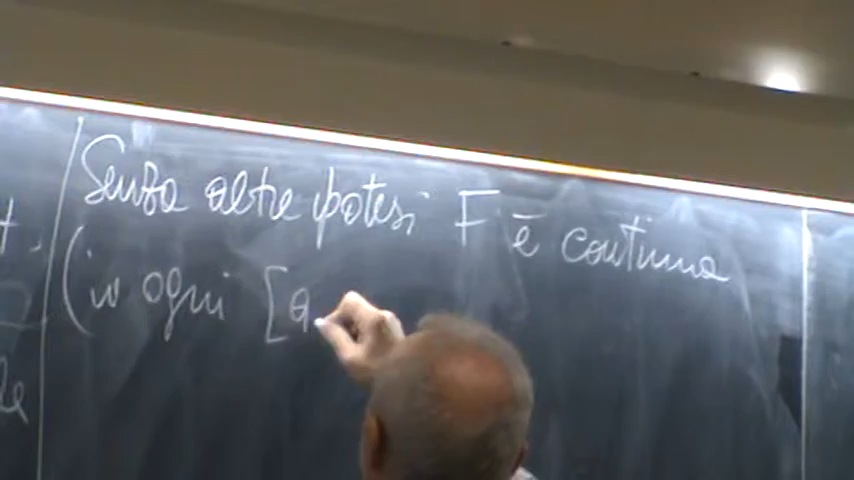 Senza altre ipotesi F è continua
(in ogni [a